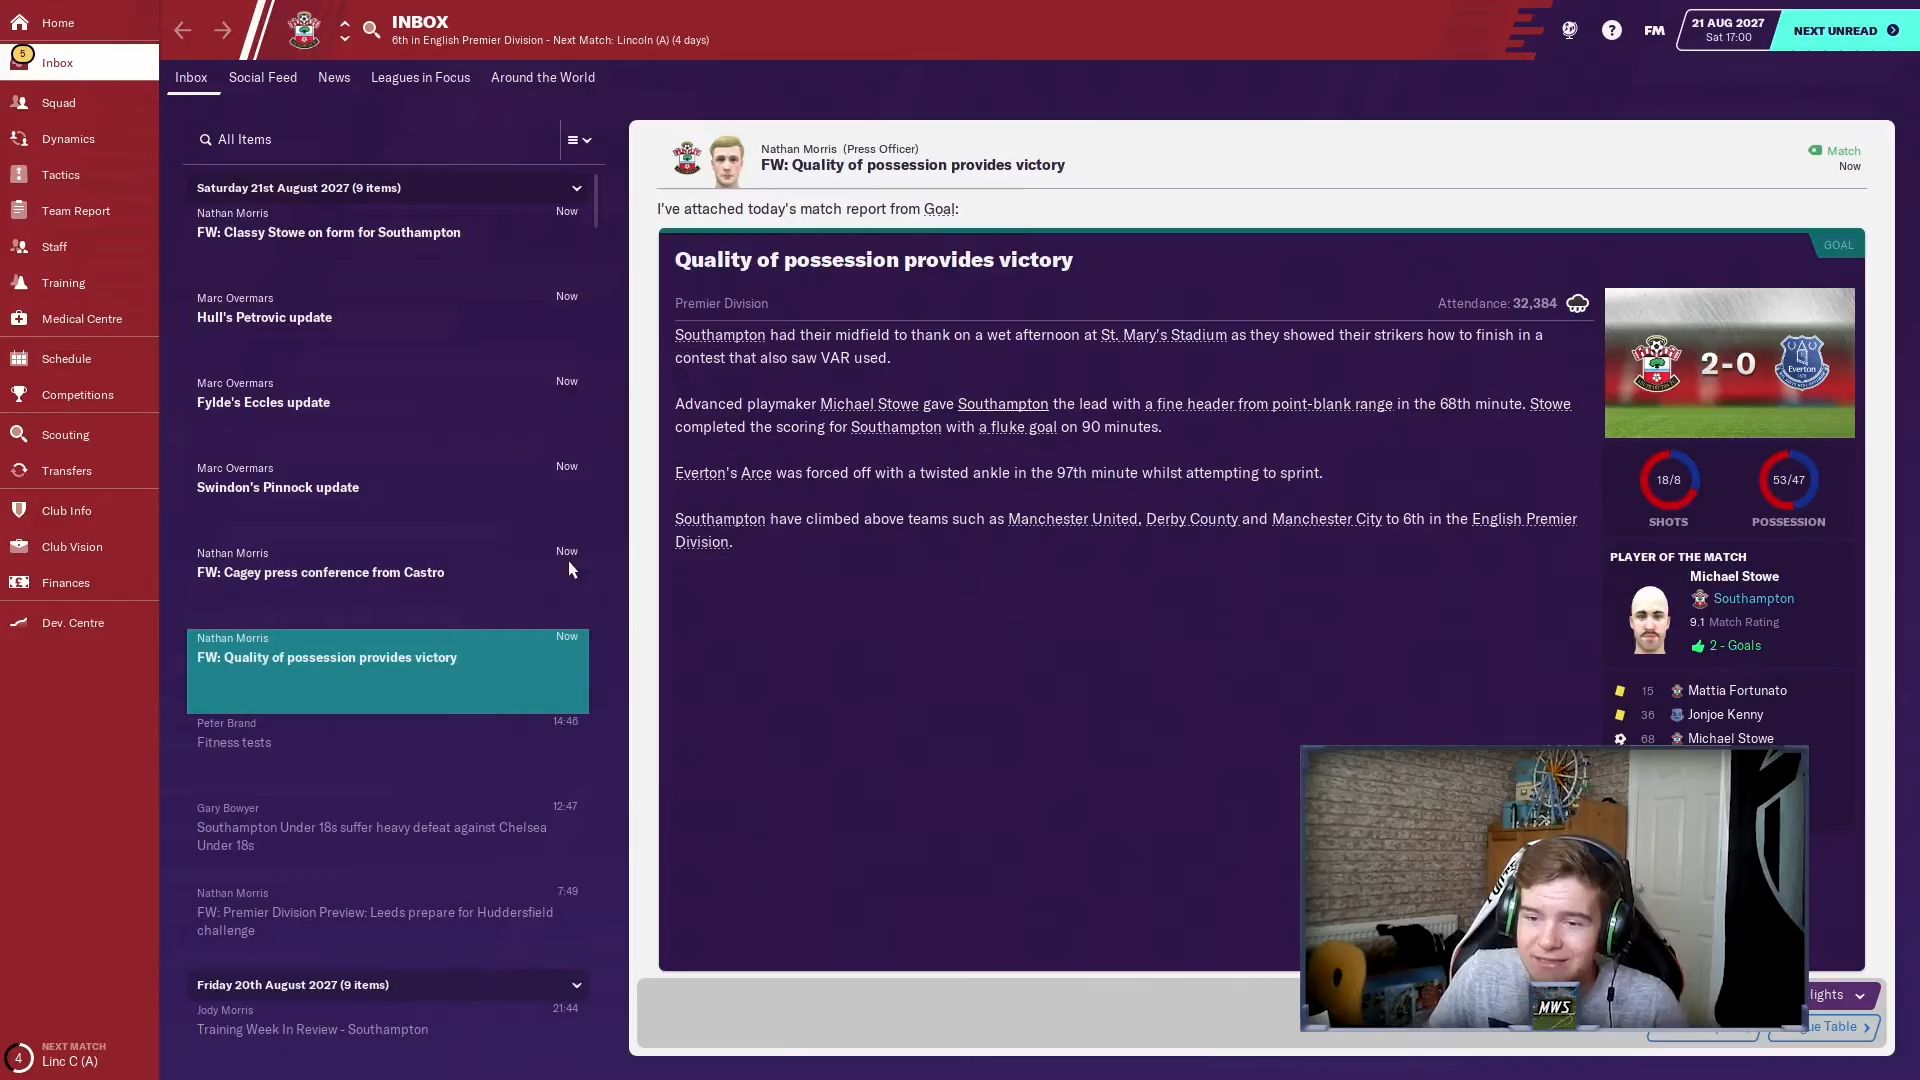 Home
5
Inbox
Squad
Dynamics
Tactics
Team Report
Staff
Training
Medical Centre
Schedule
Competitions
Scouting
Transfers
Club Info
Club Vision
Finances
Dev. Centre
4
NEXT MATCH
Linc C (A)
INBOX
6th in English Premier Division - Next Match: Lincoln (A) (4 days)
?
FM
21 AUG 2027
Sat 17:00
NEXT UNREAD
Inbox
Social Feed
News
Leagues in Focus
Around the World
All Items
Saturday 21st August 2027 (9 items)
Nathan Morris
Now
FW: Classy Stowe on form for Southampton
Marc Overmars
Now
Hull's Petrovic update
Marc Overmars
Now
Fylde's Eccles update
Marc Overmars
Now
Swindon's Pinnock update
Nathan Morris
Now
FW: Cagey press conference from Castro
Nathan Morris
Now
FW: Quality of possession provides victory
Peter Brand
14:46
Fitness tests
Gary Bowyer
12:47
Southampton Under 18s suffer heavy defeat against Chelsea
Under 18s
Nathan Morris
7:49
FW: Premier Division Preview: Leeds prepare for Huddersfield
challenge
Friday 20th August 2027 (9 items)
Jody Morris
21:44
Training Week In Review - Southampton
Nathan Morris (Press Officer)
FW: Quality of possession provides victory
Match
Now
I've attached today's match report from Goal:
GOAL
Quality of possession provides victory
Premier Division
Attendance: 32,384
Southampton had their midfield to thank on a wet afternoon at St. Mary's Stadium as they showed their strikers how to finish in a
contest that also saw VAR used.
Advanced playmaker Michael Stowe gave Southampton the lead with a fine header from point-blank range in the 68th minute. Stowe
completed the scoring for Southampton with a fluke goal on 90 minutes.
Everton's Arce was forced off with a twisted ankle in the 97th minute whilst attempting to sprint.
Southampton have climbed above teams such as Manchester United, Derby County and Manchester City to 6th in the English Premier
Division.
2-0
Everton
18/8
53/47
SHOTS
POSSESSION
PLAYER OF THE MATCH
Michael Stowe
Southampton
9.1 Match Rating
2 - Goals
15 Mattia Fortunato
36 Jonjoe Kenny
68 Michael Stowe
MWS
lights
gue Table